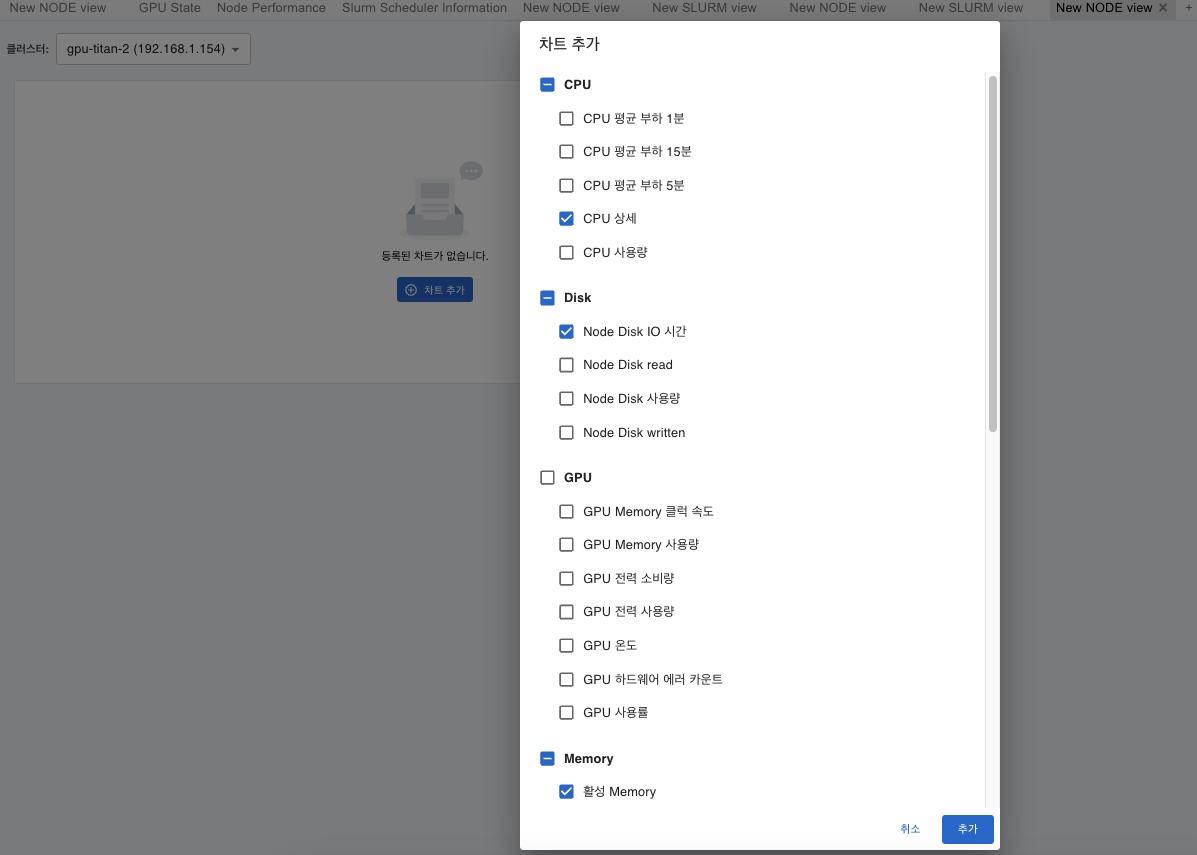 New NODE view GPU State Node Performance Slurm Scheduler Information New NODE view New SLURM view New NODE view New SLURM view New NODE view
클러스터: gpu-titan-2 (192.168.1.154)
등록된 차트가 없습니다.
차트 추가
차트 추가
CPU
CPU 평균 부하 1분
CPU 평균 부하 15분
CPU 평균 부하 5분
CPU 상세
CPU 사용량
Disk
Node Disk IO 시간
Node Disk read
Node Disk 사용량
Node Disk written
GPU
GPU Memory 클럭 속도
GPU Memory 사용량
GPU 전력 소비량
GPU 전력 사용량
GPU 온도
GPU 하드웨어 에러 카운트
GPU 사용률
Memory
활성 Memory
취소 추가